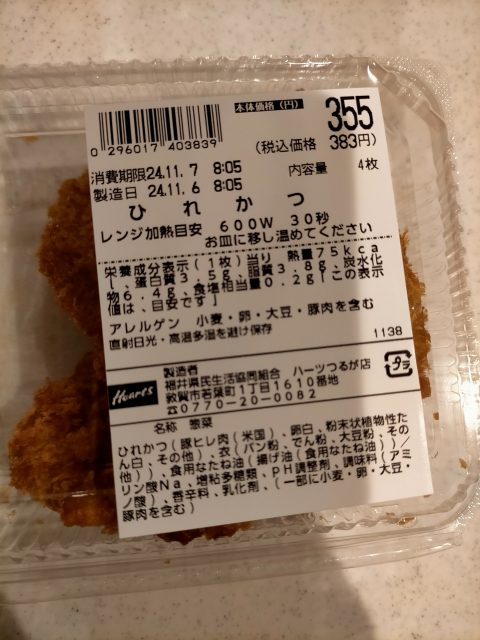 本体価格(円) 355
(税込価格 383円)
0 296017 403839
消費期限24.11. 7 8:05
製造日 24.11. 6 8:05
内容量 4枚
ひれかつ
レンジ加熱目安 600W 30秒
お皿に移し温めてください
栄養成分表示(1枚)当り 熱量75kca
l、蛋白質3.5g、脂質3.8g、炭水化
物6.4g、食塩相当量0.2g「この表示
値は、目安です」
アレルゲン 小麦・卵・大豆・豚肉を含む
直射日光・高温多湿を避け保存
1138
製造者
福井県民生活協同組合 ハーツつるが店
敦賀市若葉町1丁目1610番地
☎0770-20-0082
Hearts
プラ
名称 惣菜
ひれかつ(豚ヒレ肉(米国)、卵白、粉末状植物性た
ん白、その他)、衣(パン粉、でん粉、大豆粉、その
他)、食用なたね油(揚げ油(食用なたね油))/
リン酸Na、増粘多糖類、pH調整剤、調味料(アミ
ノ酸)、香辛料、乳化剤、(一部に小麦・卵・大豆・
豚肉を含む)